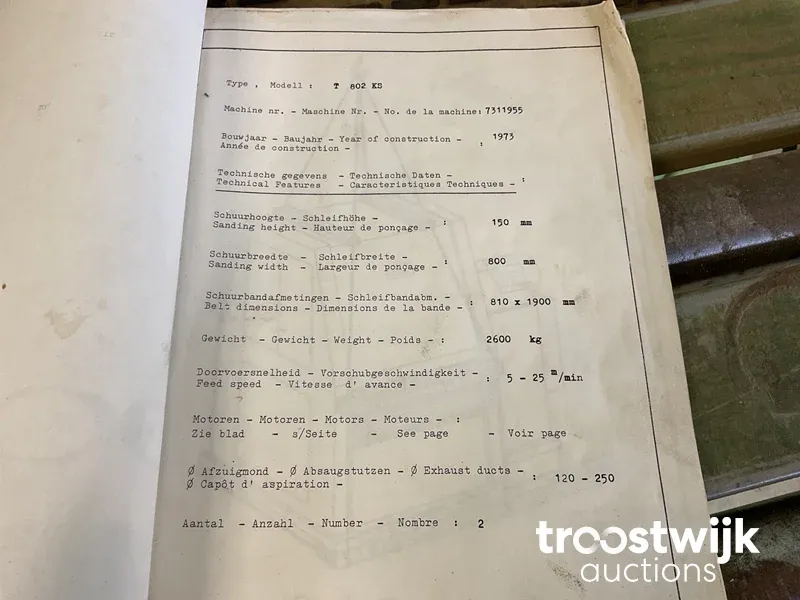 Type, Modell: T 802 KS
Machine nr. - Maschine Nr. - No. de la machine: 7311955
Bouwjaar - Baujahr - Year of construction - : 1973
Année de construction -
Technische gegevens - Technische Daten - :
Technical Features - Caracteristiques Techniques -
Schuurhoogte - Schleifhöhe - : 150 mm
Sanding height - Hauteur de ponçage -
Schuurbreedte - Schleifbreite - : 800 mm
Sanding width - Largeur de ponçage -
Schuurbandafmetingen - Schleifbandabm. - : 810 x 1900 mm
Belt dimensions - Dimensions de la bande -
Gewicht - Gewicht - Weight - Poids - : 2600 kg
Doorvoersnelheid - Vorschubgeschwindigkeit - : 5 - 25 m/min
Feed speed - Vitesse d' avance -
Motoren - Motoren - Motors - Moteurs - :
Zie blad - s/Seite - See page - Voir page
Ø Afzuigmond - Ø Absaugstutzen - Ø Exhaust ducts - : 120 - 250
Ø Capôt d' aspiration -
Aantal - Anzahl - Number - Nombre : 2
troostwijk
auctions